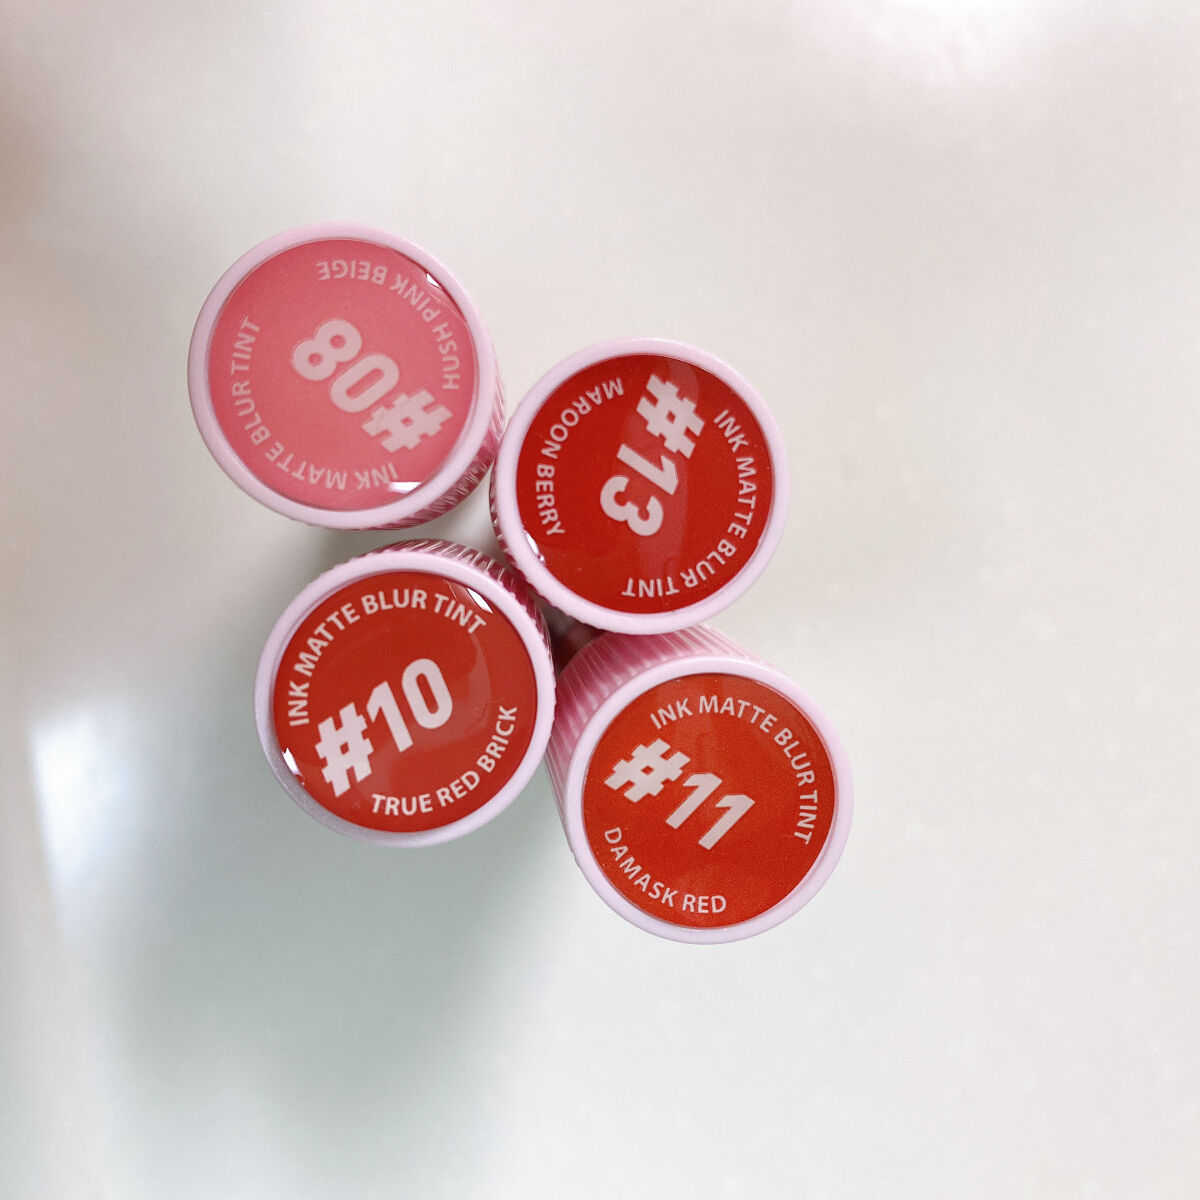 INK MATTE BLUR TINT
#08
HUSH PINK BEIGE
INK MATTE BLUR TINT
#13
MAROON BERRY
INK MATTE BLUR TINT
#10
TRUE RED BRICK
INK MATTE BLUR TINT
#11
DAMASK RED